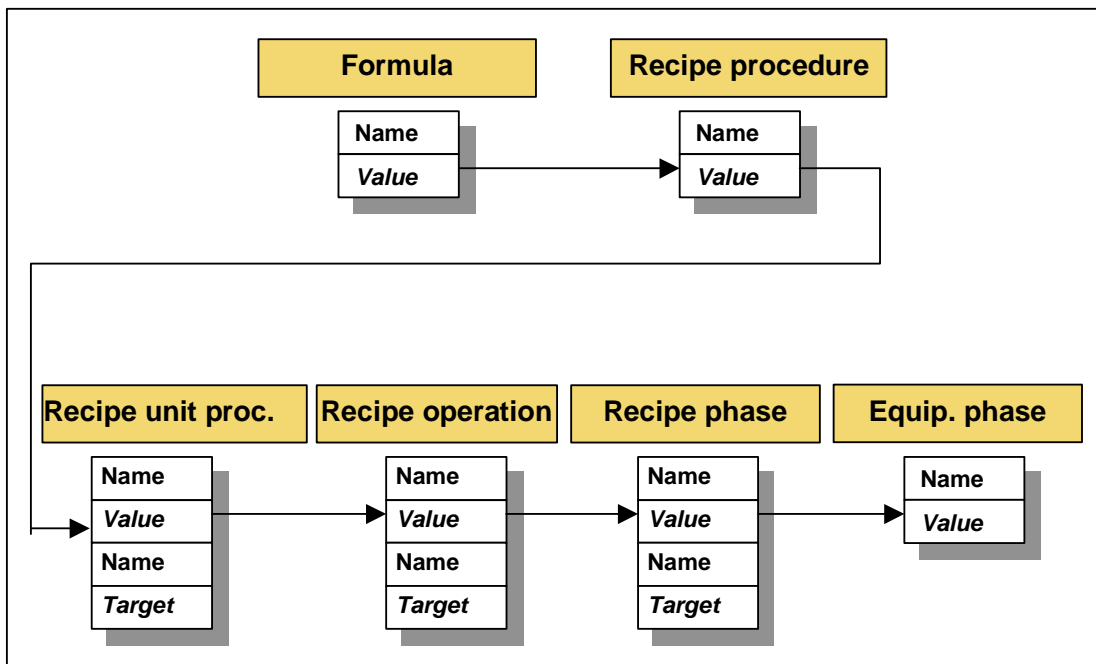 Formula
Recipe procedure
Name
Value
Name
Value
Recipe unit proc.
Recipe operation
Recipe phase
Equip. phase
Name
Value
Name
Target
Name
Value
Name
Target
Name
Value
Name
Target
Name
Value